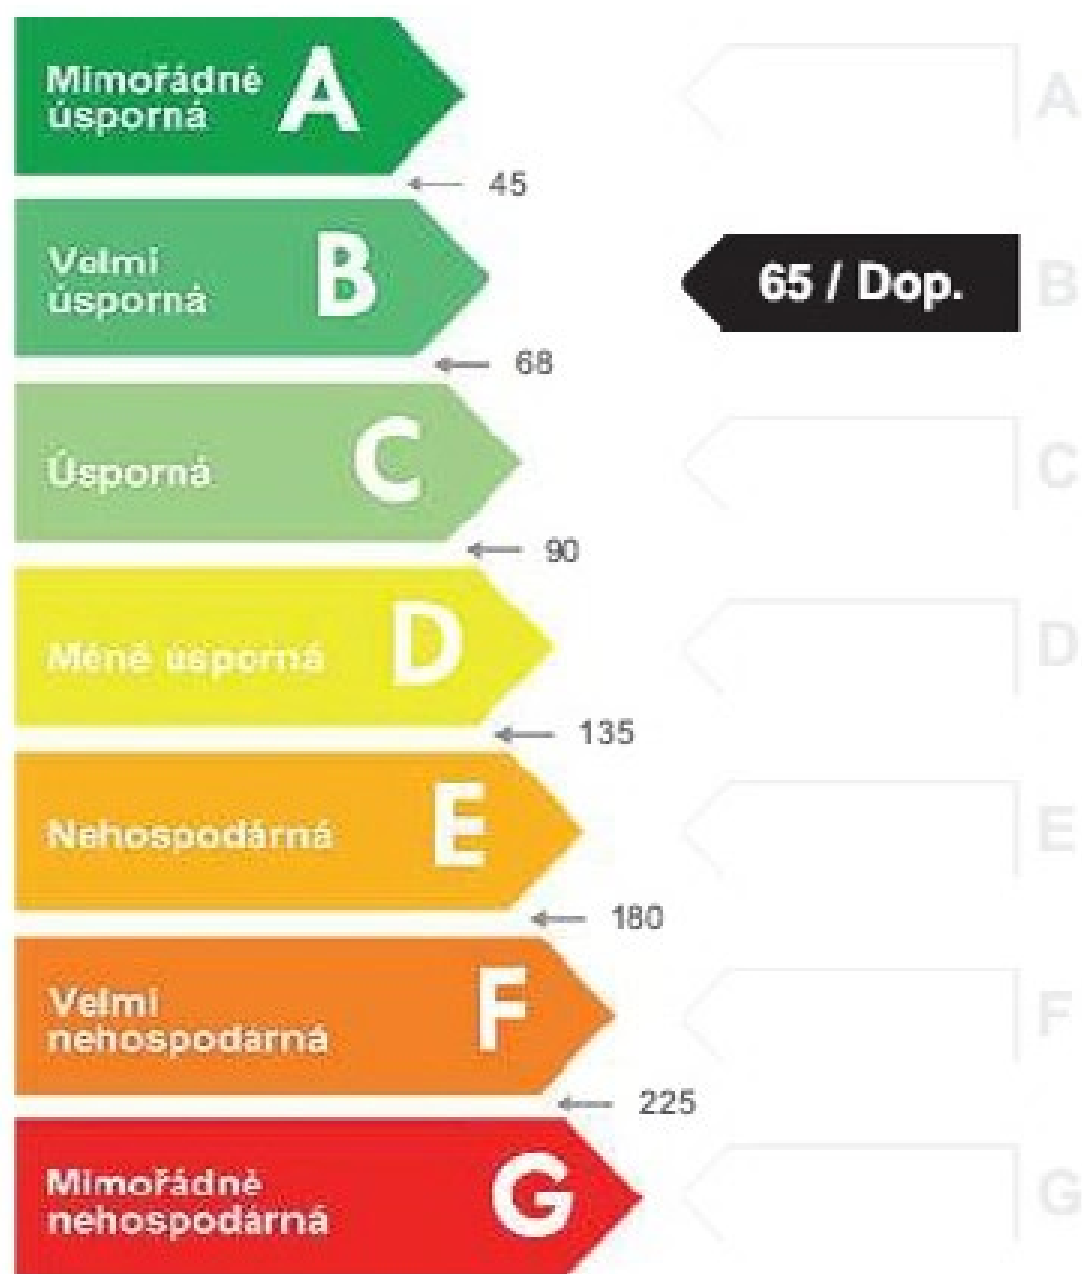 Mimořádně
úsporná
A
A
45
Velmi
úsporná
B
65 / Dop.
B
68
Úsporná
C
C
90
Méně úsporná
D
D
135
Nehospodárná
E
E
180
Velmi
nehospodárná
F
F
225
Mimořádně
nehospodárná
G
G